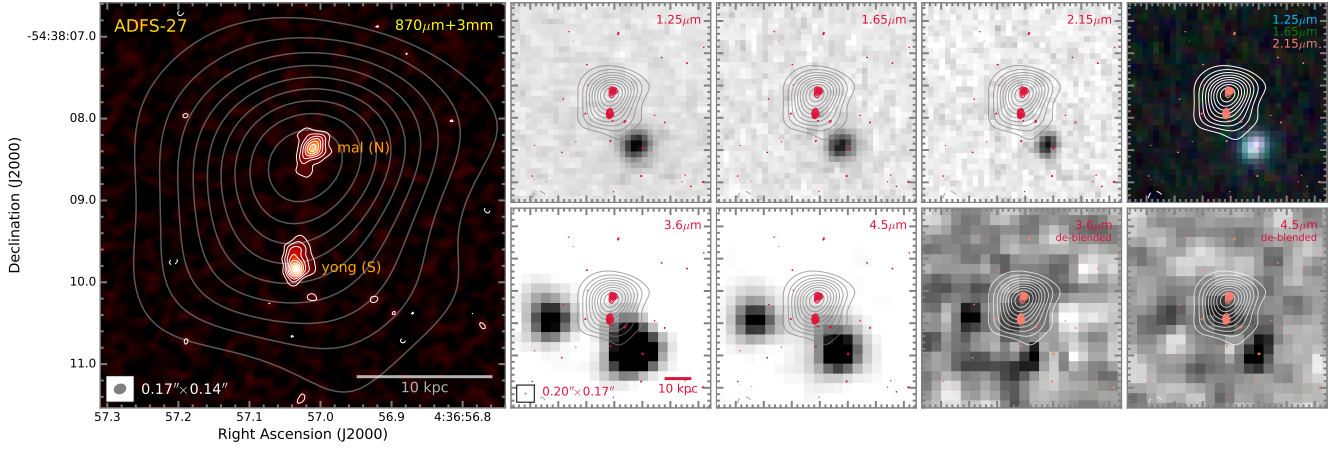 ADFS-27
870μm+3mm
mal (N)
yong (S)
10 kpc
0.17″×0.14″
-54:38:07.0
08.0
09.0
10.0
11.0
Declination (J2000)
57.3
57.2
57.1
57.0
56.9
4:36:56.8
Right Ascension (J2000)
1.25μm
1.65μm
2.15μm
1.25μm
1.65μm
2.15μm
3.6μm
10 kpc
0.20″×0.17″
4.5μm
3.6μm
de-blended
4.5μm
de-blended